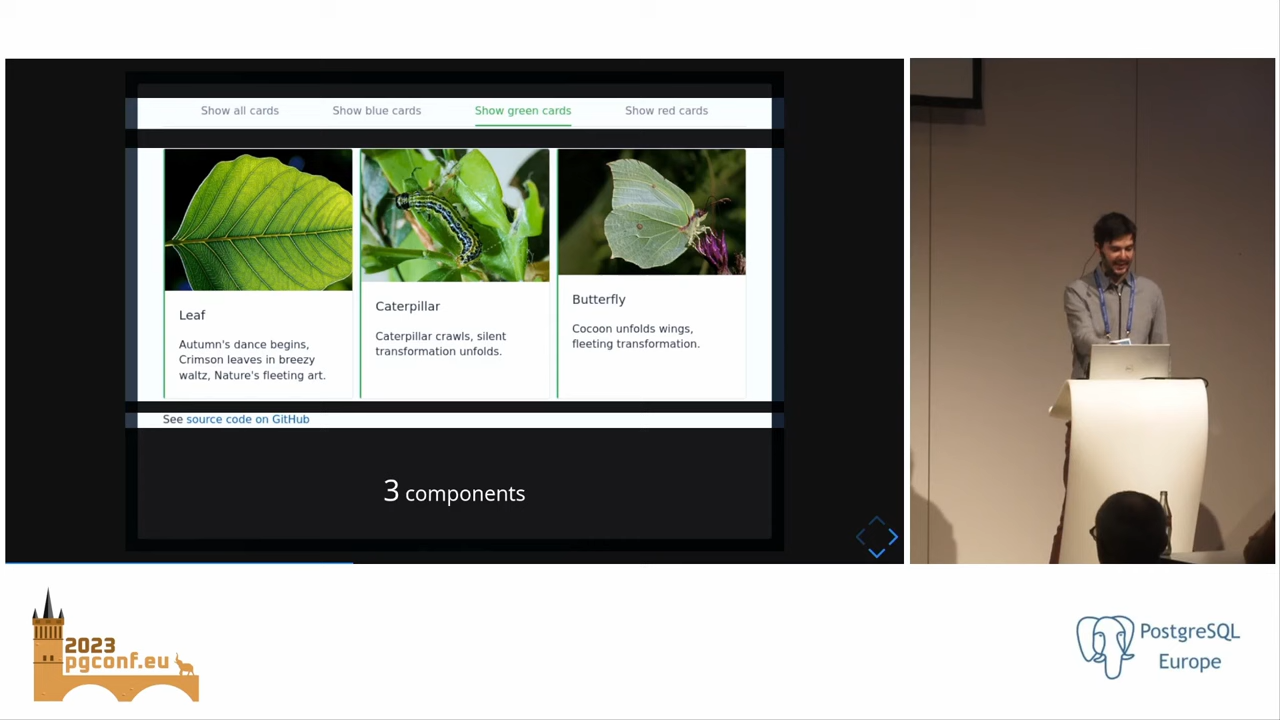 Show all cards
Show blue cards
Show green cards
Show red cards
Leaf
Autumn's dance begins,
Crimson leaves in breezy
waltz, Nature's fleeting art.
Caterpillar
Caterpillar crawls, silent
transformation unfolds.
Butterfly
Cocoon unfolds wings,
fleeting transformation.
See source code on GitHub
3 components
2023
pgconf.eu
PostgreSQL
Europe